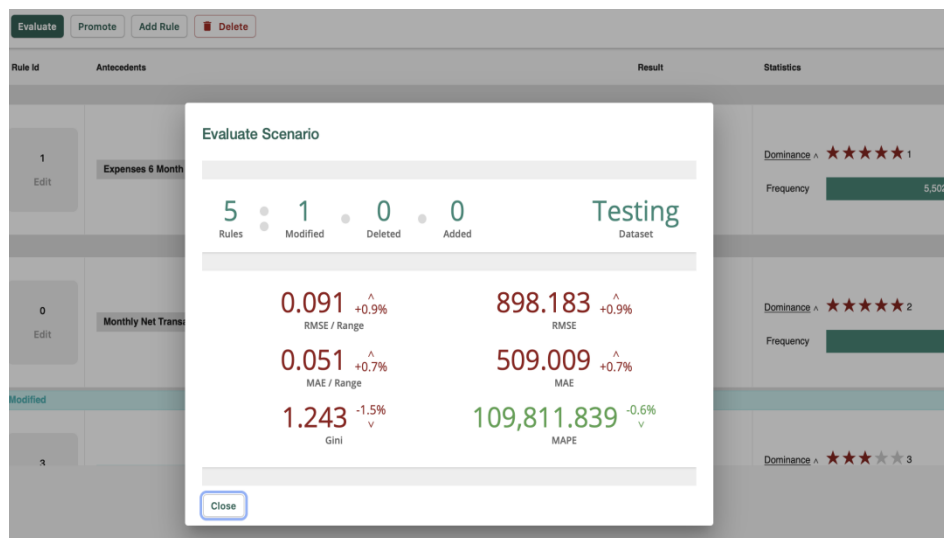 Evaluate Promote Add Rule Delete
Rule Id Antecedents Result Statistics
Evaluate Scenario
1
Edit
Expenses 6 Month
Dominance ^ ★★★★★ 1
Frequency 5,502
5 : 1 . 0 . 0 Testing
Rules Modified Deleted Added Dataset
0
Edit
Monthly Net Transa
Dominance ^ ★★★★★ 2
Frequency
0.091 ^ +0.9% 898.183 ^ +0.9%
RMSE / Range RMSE
0.051 ^ +0.7% 509.009 ^ +0.7%
MAE / Range MAE
Modified
1.243 -1.5% ˅ 109,811.839 -0.6% ˅
Gini MAPE
3
Dominance ^ ★★★★★ 3
Close